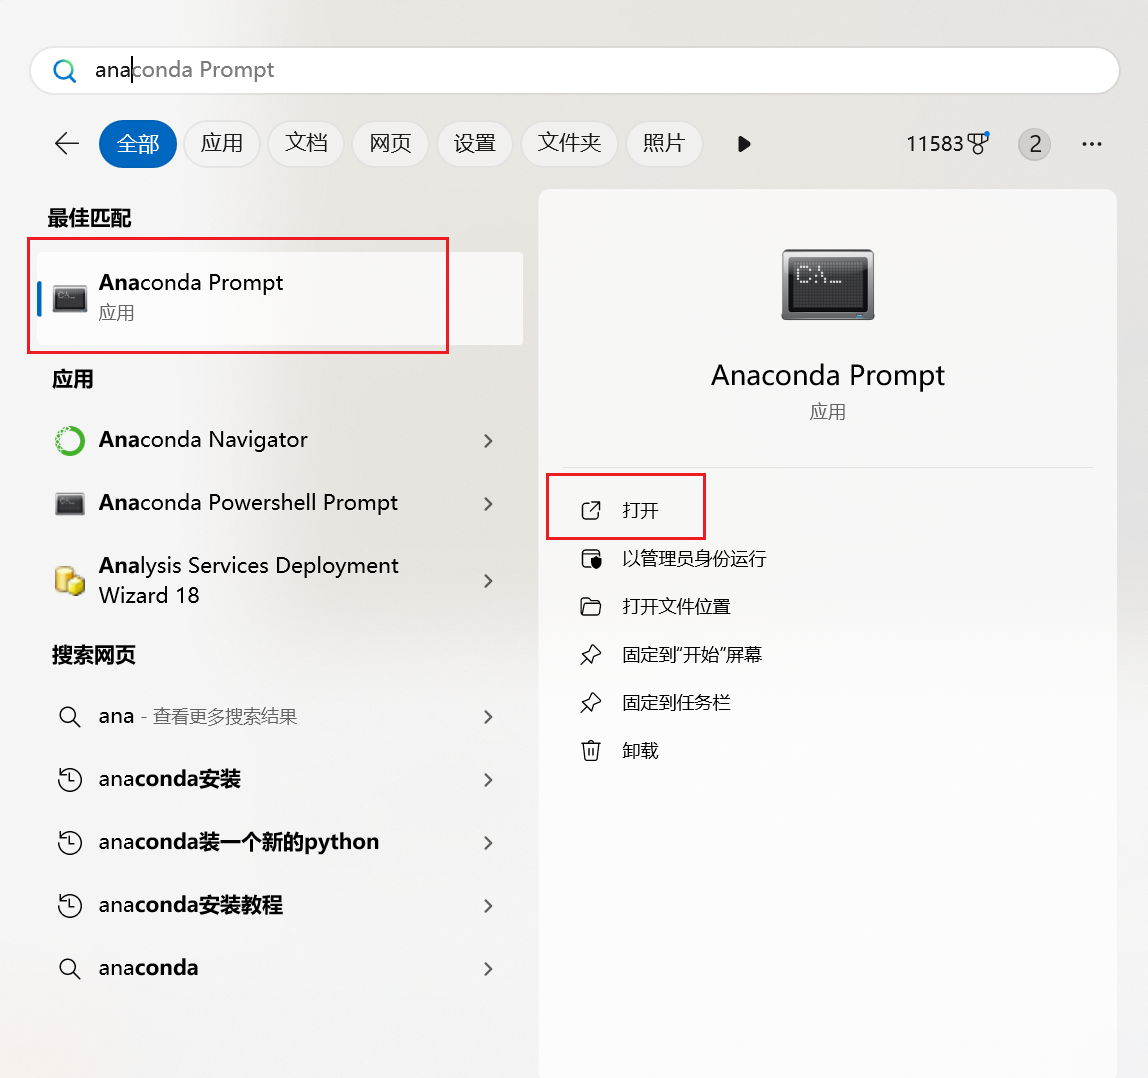 anaconda Prompt
全部 应用 文档 网页 设置 文件夹 照片 11583 2
最佳匹配
Anaconda Prompt
应用
应用
Anaconda Navigator
Anaconda Powershell Prompt
Analysis Services Deployment
Wizard 18
搜索网页
ana - 查看更多搜索结果
anaconda安装
anaconda装一个新的python
anaconda安装教程
anaconda
C:\_
Anaconda Prompt
应用
打开
以管理员身份运行
打开文件位置
固定到“开始”屏幕
固定到任务栏
卸载